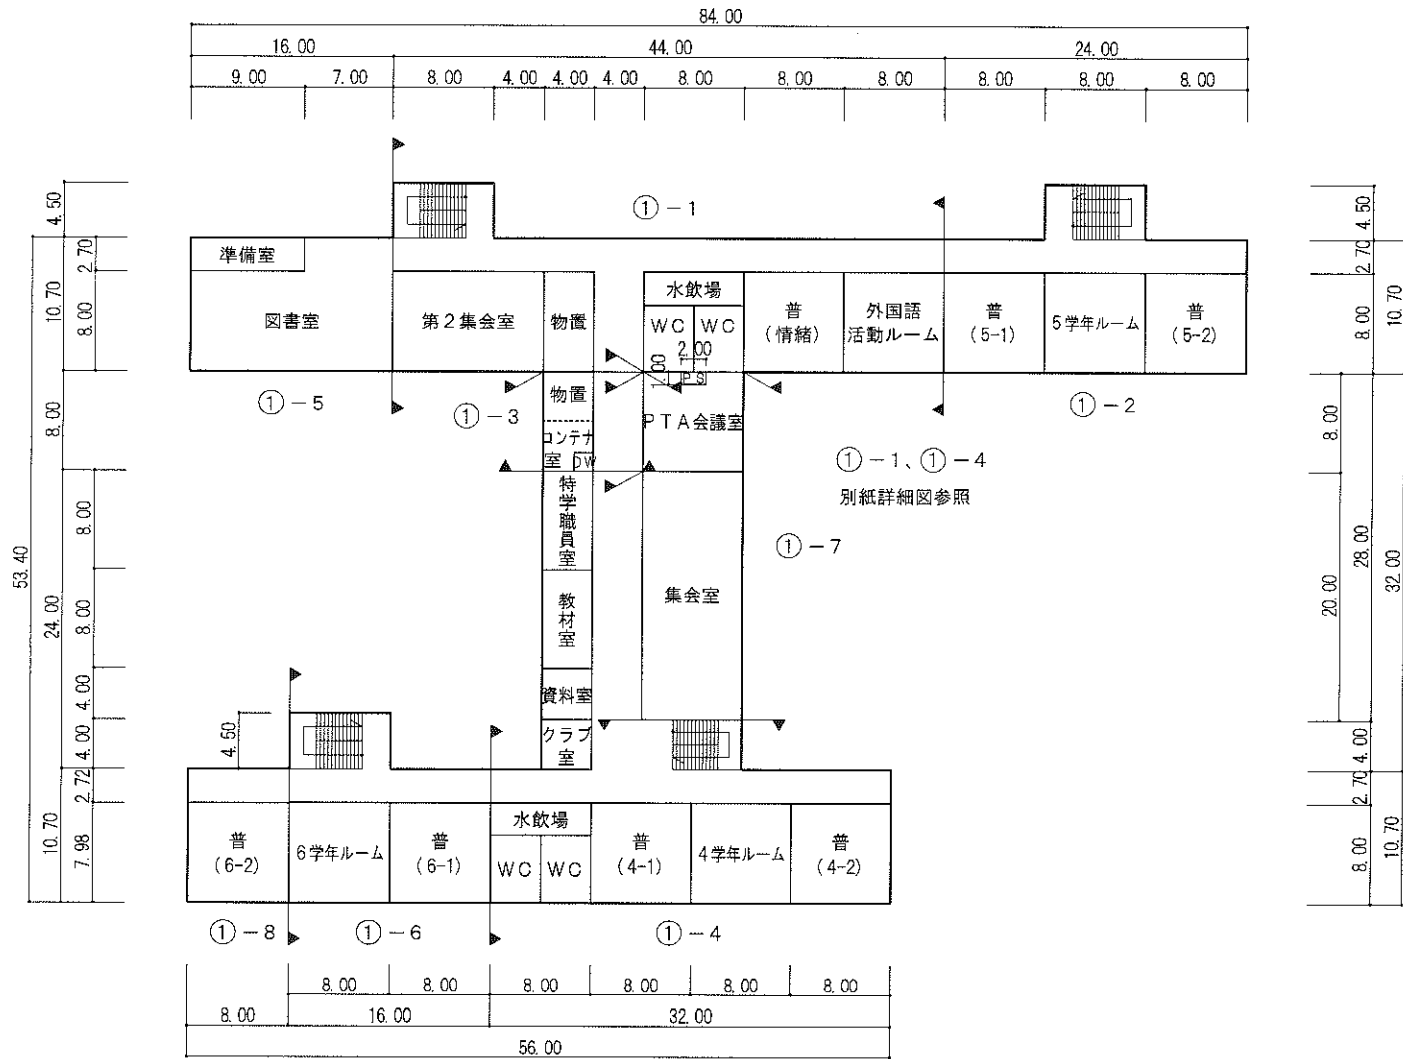 84.00
16.00 44.00 24.00
9.00 7.00 8.00 4.00 4.00 4.00 8.00 8.00 8.00 8.00 8.00 8.00
4.50
①－1
4.50
53.40
10.70
2.70
8.00
準備室
図書室
第2集会室
物置
水飲場
WC WC
2.00
PS
普
(情緒)
外国語
活動ルーム
普
(5-1)
5学年ルーム
普
(5-2)
2.70
8.00
10.70
①－5
①－3
①－2
8.00
物置
コンテナ
室
DW
PTA会議室
①－1、①－4
別紙詳細図参照
8.00
①－7
24.00
8.00
8.00
4.00
4.00
特学職員室
教材室
資料室
クラブ
室
集会室
20.00
28.00
32.00
4.00
4.50
10.70
2.72
7.98
普
(6-2)
6学年ルーム
普
(6-1)
水飲場
WC WC
普
(4-1)
4学年ルーム
普
(4-2)
2.70
8.00
10.70
①－8
①－6
①－4
8.00 8.00 8.00 8.00 8.00 8.00
8.00 16.00 32.00
56.00